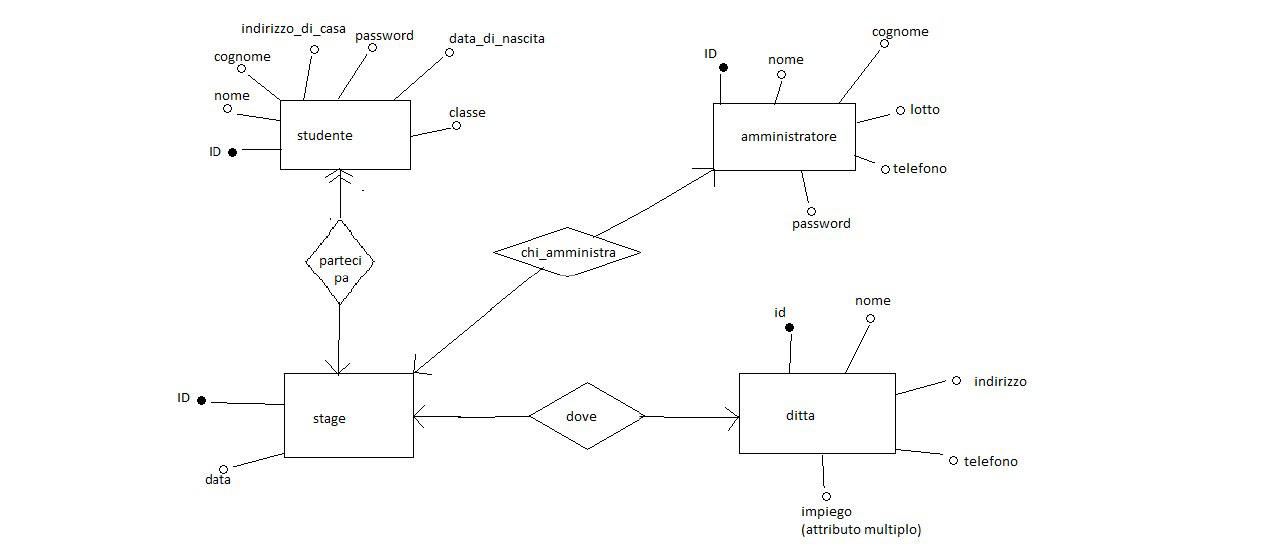 indirizzo_di_casa
password
data_di_nascita
cognome
nome
classe
studente
ID
cognome
ID
nome
lotto
amministratore
telefono
password
parteci
pa
chi_amministra
id
nome
ID
stage
data
dove
ditta
indirizzo
telefono
impiego
(attributo multiplo)